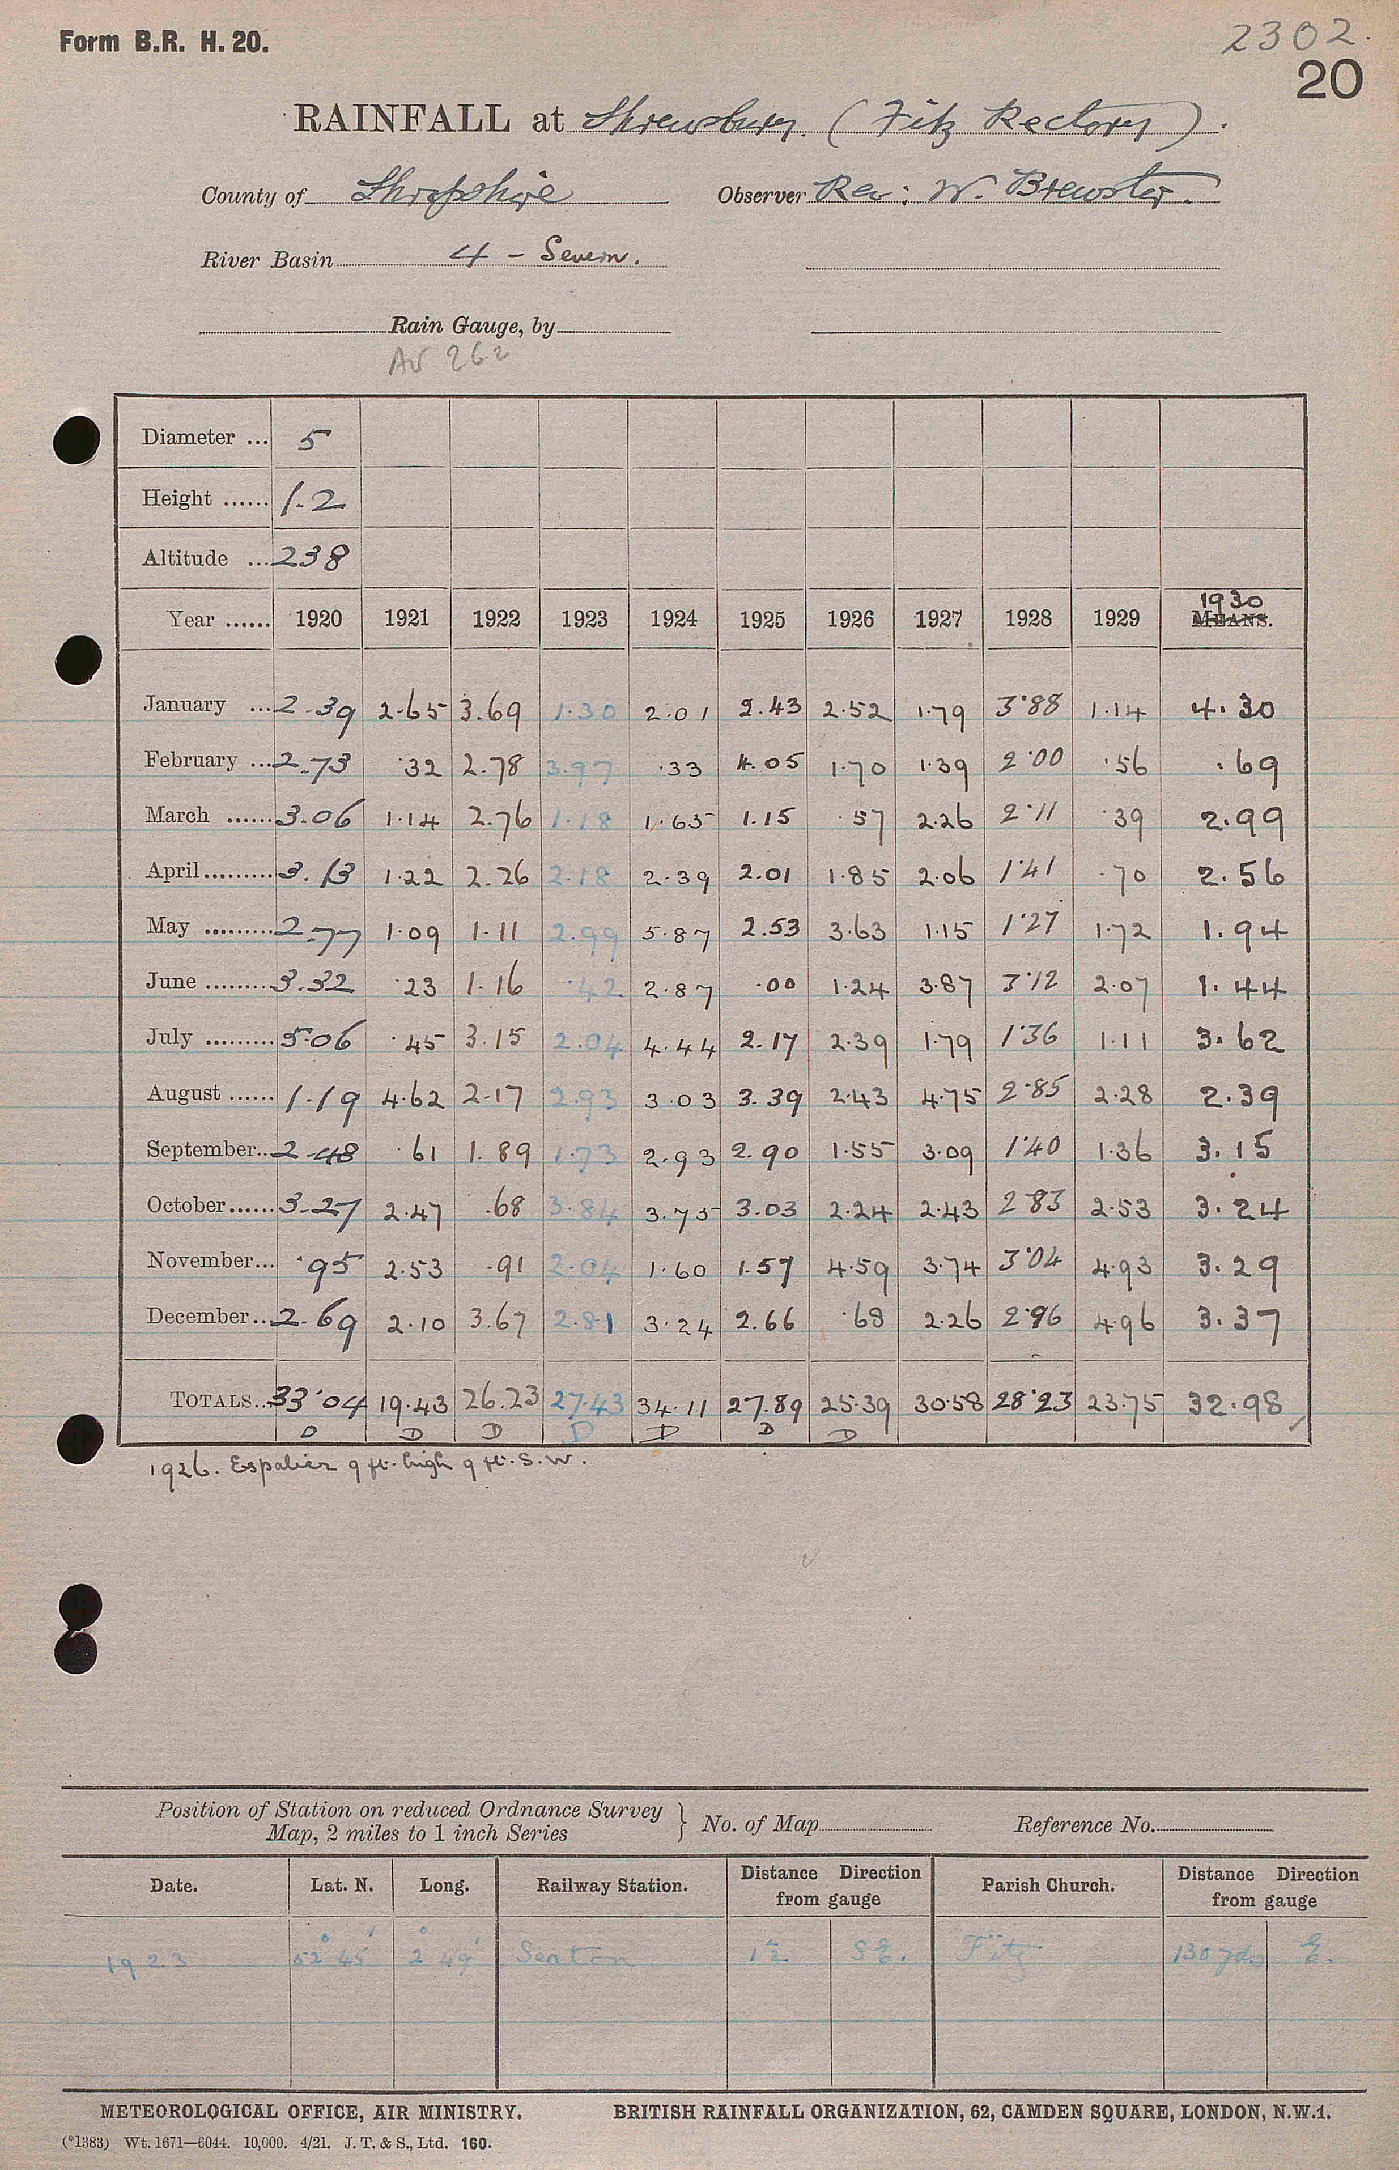 Form B.R. H. 20.
2302.
20
RAINFALL at Shrewsbury. (Fitz Rectory).
County of Shropshire Observer Rev: W. Brewster.
River Basin 4 - Severn.
Rain Gauge, by
Av 262
Diameter ... 5
Height ...... 1.2
Altitude ... 238
Year ...... 1920 1921 1922 1923 1924 1925 1926 1927 1928 1929 1930 MEANS.
January ... 2.39 2.65 3.69 1.30 2.01 2.43 2.52 1.79 3.88 1.14 4.30
February ... 2.73 .32 2.78 3.97 .33 4.05 1.70 1.39 2.00 .56 .69
March ...... 3.06 1.14 2.76 1.18 1.65 1.15 .57 2.26 2.11 .39 2.99
April ......... 3.13 1.22 2.26 2.18 2.39 2.01 1.85 2.06 1.41 .70 2.56
May ......... 2.77 1.09 1.11 2.99 5.87 2.53 3.63 1.15 1.27 1.72 1.94
June ......... 3.32 .23 1.16 .42 2.87 .00 1.24 3.87 3.12 2.07 1.44
July ......... 5.06 .45 3.15 2.04 4.44 2.17 2.39 1.79 1.36 1.11 3.62
August ...... 1.19 4.62 2.17 2.93 3.03 3.39 2.43 4.75 2.85 2.28 2.39
September.. 2.48 .61 1.89 1.73 2.93 2.90 1.55 3.09 1.40 1.36 3.15
October...... 3.27 2.47 .68 3.84 3.75 3.03 2.24 2.43 2.83 2.53 3.24
November... .95 2.53 .91 2.04 1.60 1.57 4.59 3.74 3.04 4.93 3.29
December... 2.69 2.10 3.67 2.81 3.24 2.66 .68 2.26 2.96 4.96 3.37
TOTALS.. 33.04 19.43 26.23 27.43 34.11 27.89 25.39 30.58 28.23 23.75 32.98
D D D D D D D
1926. Espalier 9 ft. high 9 ft. S.W.
Position of Station on reduced Ordnance Survey
Map, 2 miles to 1 inch Series } No. of Map Reference No.
Date. Lat. N. Long. Railway Station. Distance Direction from gauge Parish Church. Distance Direction from gauge
1923 52° 45' 2° 49' 1½ S.E. Fitz 130 yds E.
METEOROLOGICAL OFFICE, AIR MINISTRY. BRITISH RAINFALL ORGANIZATION, 62, CAMDEN SQUARE, LONDON, N.W.1.
(*1383) Wt. 1671—6044. 10,000. 4/21. J. T. & S., Ltd. 160.